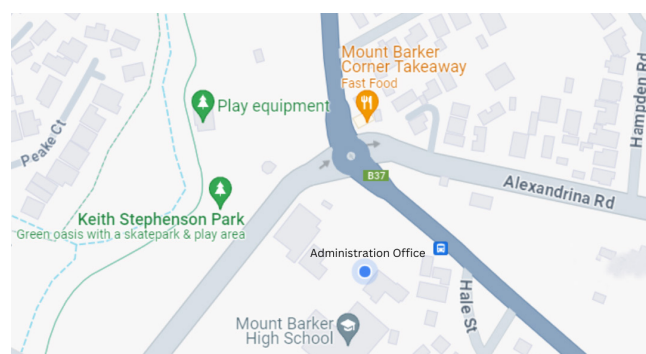 Mount Barker
Corner Takeaway
Fast Food
Hampden Rd
Play equipment
Peake Ct
B37
Alexandrina Rd
Keith Stephenson Park
Green oasis with a skatepark & play area
Administration Office
Hale St
Mount Barker
High School